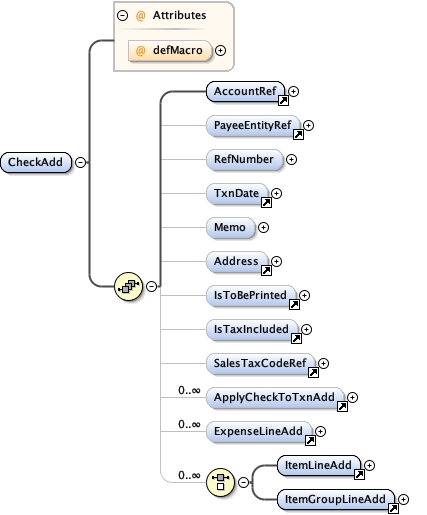 @ Attributes
@ defMacro
AccountRef
PayeeEntityRef
RefNumber
CheckAdd
TxnDate
Memo
Address
IsToBePrinted
IsTaxIncluded
SalesTaxCodeRef
0..∞ ApplyCheckToTxnAdd
0..∞ ExpenseLineAdd
0..∞
ItemLineAdd
ItemGroupLineAdd